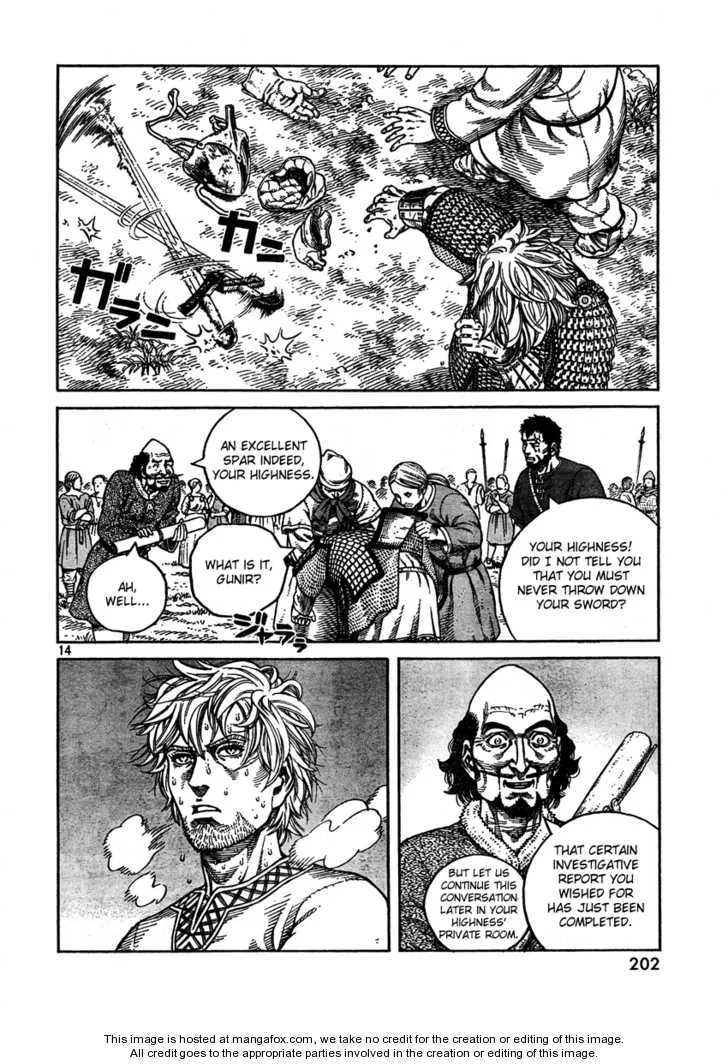 カニ
ガラニ
AN EXCELLENT
SPAR INDEED,
YOUR HIGHNESS.
AH,
WELL...
WHAT IS IT,
GUNIR?
ジャララ
YOUR HIGHNESS!
DID I NOT TELL
YOU THAT YOU MUST
NEVER THROW DOWN
YOUR SWORD?
14
THAT CERTAIN
INVESTIGATIVE
REPORT YOU
WISHED FOR
HAS JUST BEEN
COMPLETED.
BUT LET US
CONTINUE THIS
CONVERSATION
LATER IN YOUR
HIGHNESS'
PRIVATE ROOM.
202
This image is hosted at mangafox.com, we take no credit for the creation or editing of this image.
All credit goes to the appropriate parties involved in the creation or editing of this image.